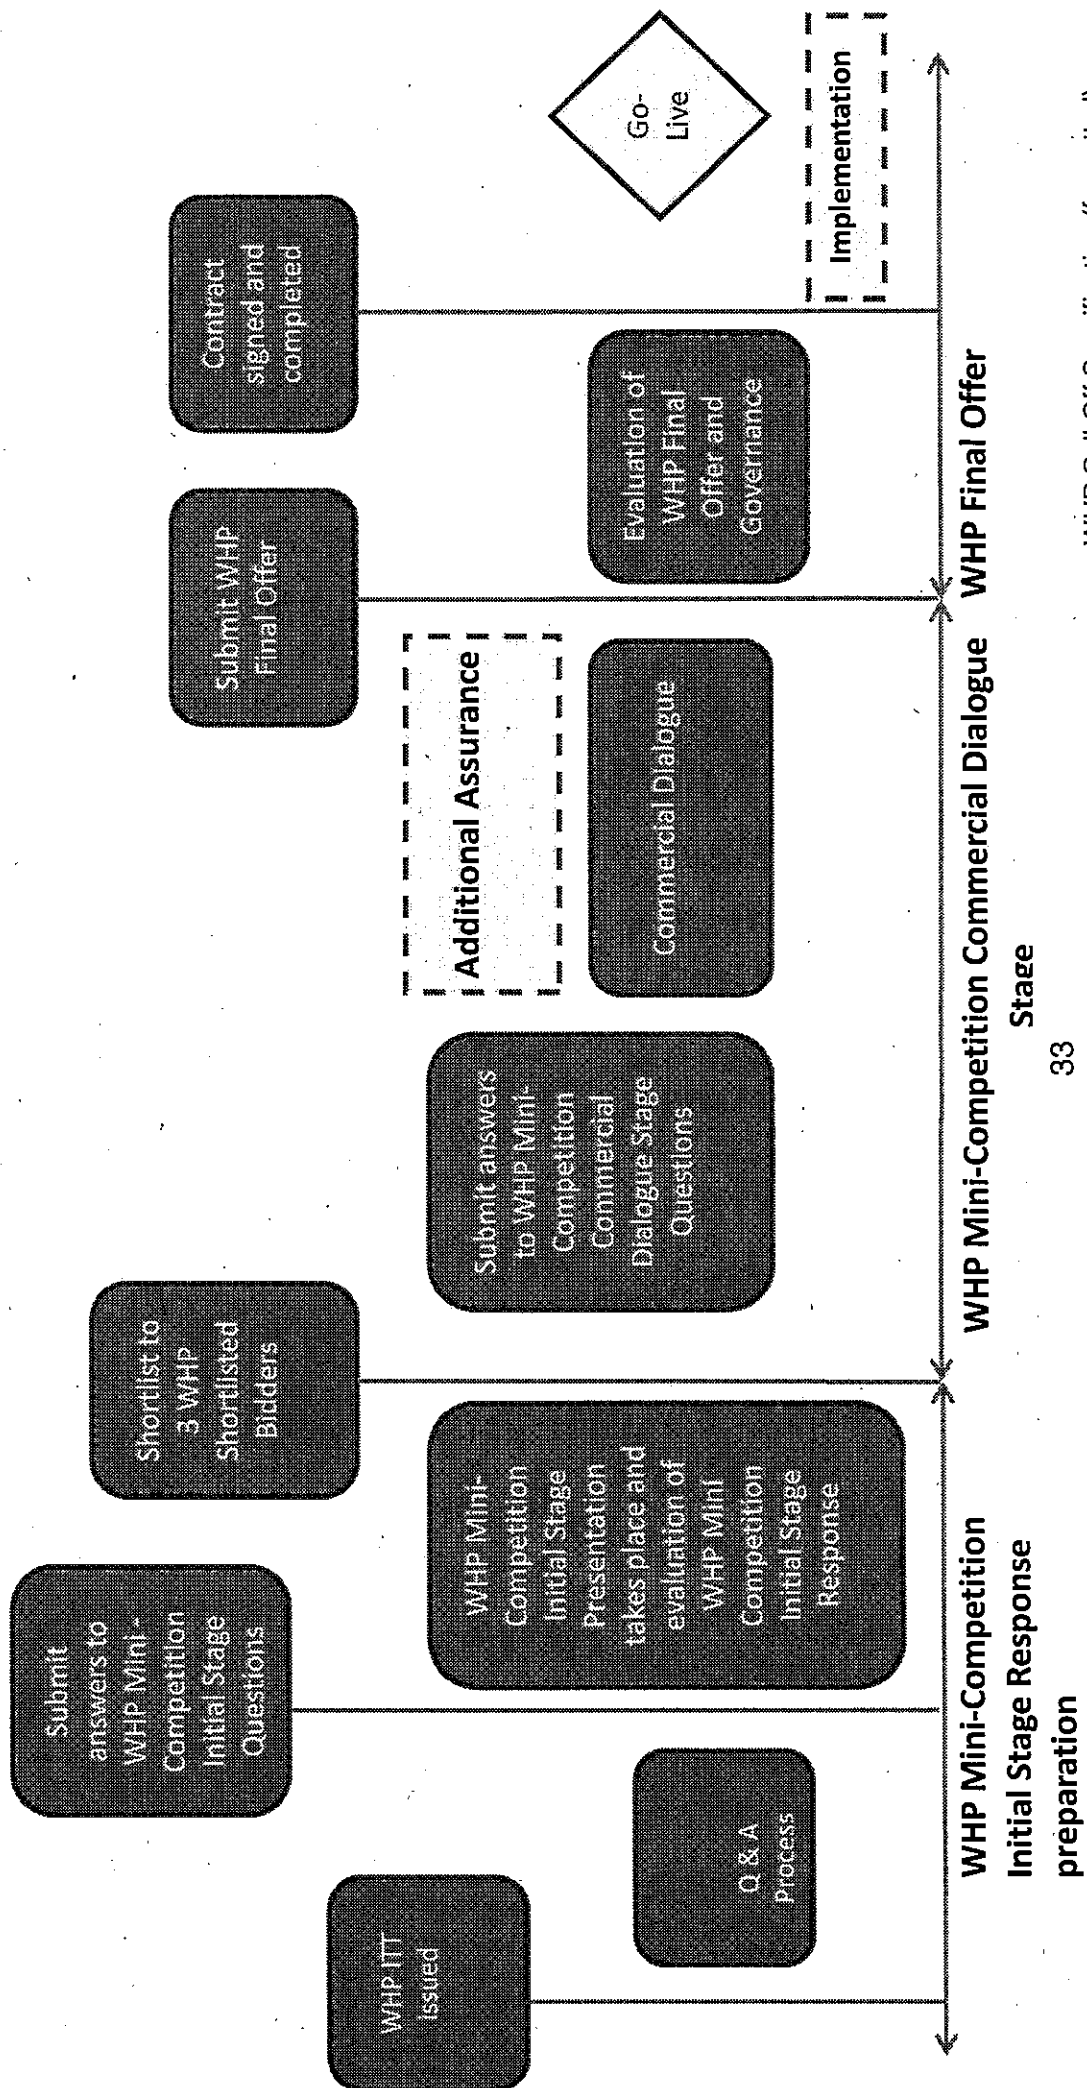 WHP ITT
issued
Q & A
Process
Submit
answers to
WHP Mini-
Competition
Initial Stage
Questions
WHP Mini-
Competition
Initial Stage
Presentation
takes place and
evaluation of
WHP Mini
Competition
Initial Stage
Response
Shortlist to
3 WHP
Shortlisted
Bidders
Submit answers
to WHP Mini-
Competition
Commercial
Dialogue Stage
Questions
Additional Assurance
Commercial Dialogue
Submit WHP
Final Offer
Evaluation of
WHP Final
Offer and
Governance
Contract
signed and
completed
Go-
Live
Implementation
WHP Mini-Competition
Initial Stage Response
preparation
WHP Mini-Competition Commercial Dialogue
Stage
WHP Final Offer
33